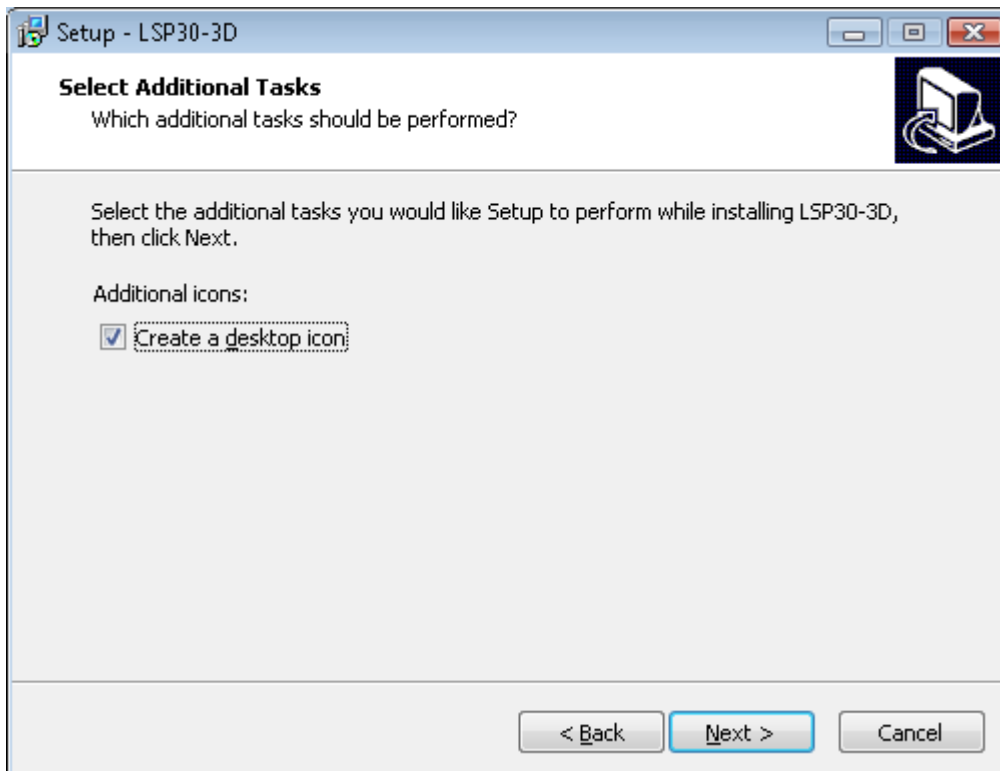 Setup - LSP30-3D
Select Additional Tasks
Which additional tasks should be performed?
Select the additional tasks you would like Setup to perform while installing LSP30-3D,
then click Next.
Additional icons:
Create a desktop icon
< Back
Next >
Cancel